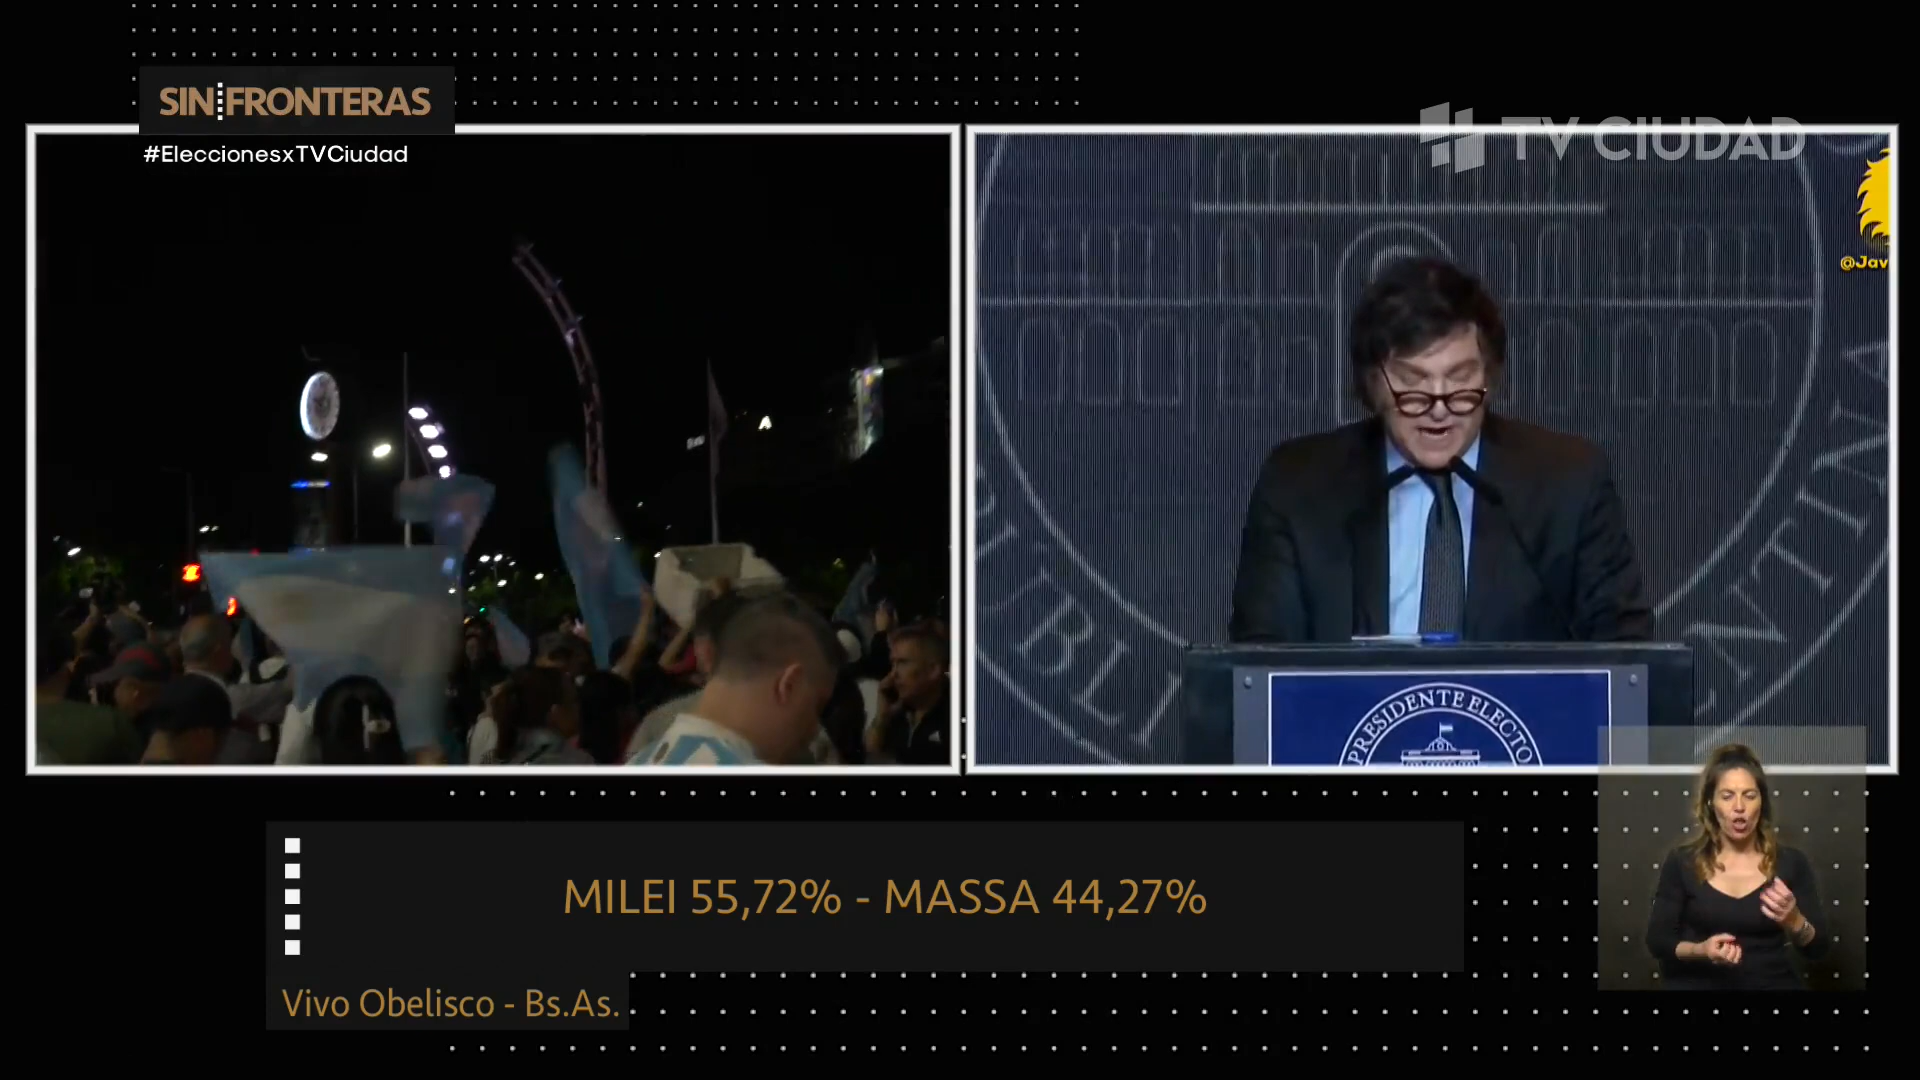 SIN FRONTERAS
#EleccionesxTVCiudad
TV CIUDAD
@Jav
PRESIDENTE ELECTO
MILEI 55,72% - MASSA 44,27%
Vivo Obelisco - Bs.As.